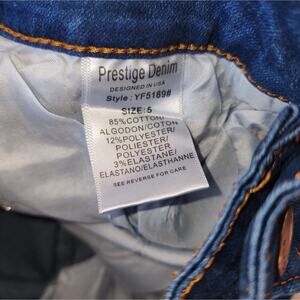 Prestige Denim
DESIGNED IN USA
Style : YF5189#
SIZE: 5
85%COTTON/
ALGODON/COTON
12%POLYESTER/
POLIESTER/
POLYESTER/
3%ELASTANE/
ELASTANO/ELASTHANNE
SEE REVERSE FOR CARE